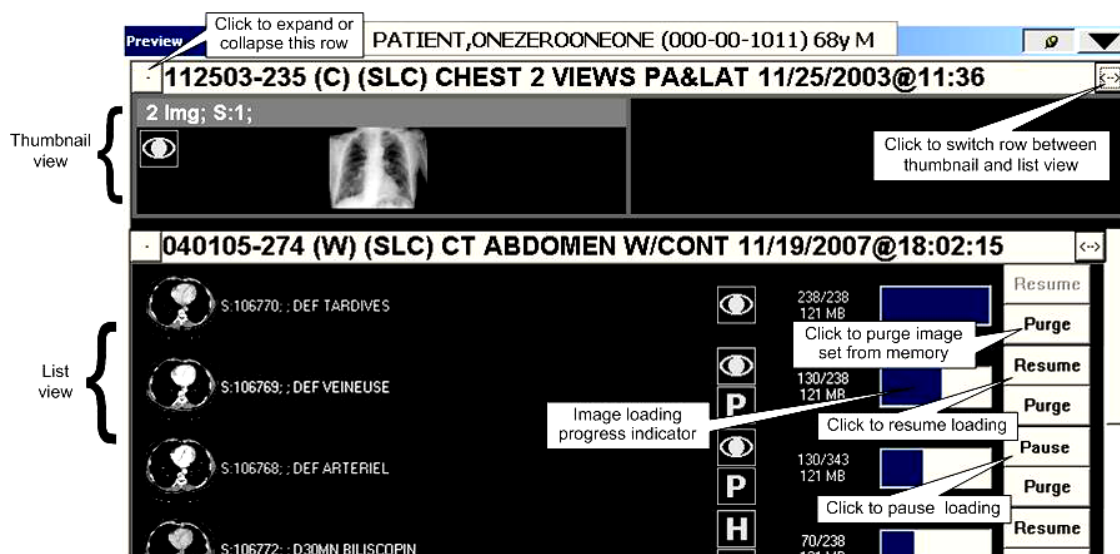 Click to expand or
collapse this row
Preview
PATIENT,ONEZEROONEONE (000-00-1011) 68y M
112503-235 (C) (SLC) CHEST 2 VIEWS PA&LAT 11/25/2003@11:36
<-->
2 Img; S:1;
Thumbnail
view
Click to switch row between
thumbnail and list view
040105-274 (W) (SLC) CT ABDOMEN W/CONT 11/19/2007@18:02:15
<-->
S:106770; ; DEF TARDIVES
238/238
121 MB
Resume
Purge
Click to purge image
set from memory
List
view
S:106769; ; DEF VEINEUSE
P
130/238
121 MB
Resume
Purge
Image loading
progress indicator
Click to resume loading
S:106768; ; DEF ARTERIEL
P
130/343
121 MB
Pause
Purge
Click to pause loading
S:106772; ; D30MN BILISCOPIN
H
70/238
121 MB
Resume